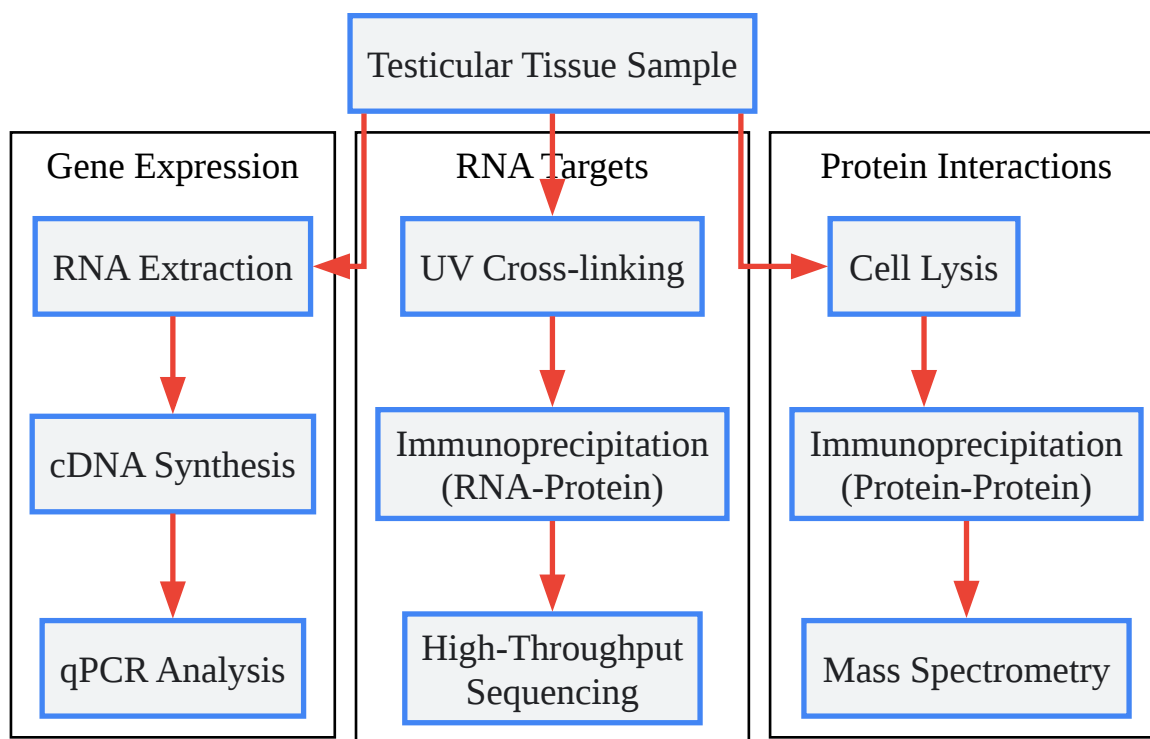 Testicular Tissue Sample
Gene Expression
RNA Extraction
cDNA Synthesis
qPCR Analysis
RNA Targets
UV Cross-linking
Immunoprecipitation
(RNA-Protein)
High-Throughput
Sequencing
Protein Interactions
Cell Lysis
Immunoprecipitation
(Protein-Protein)
Mass Spectrometry